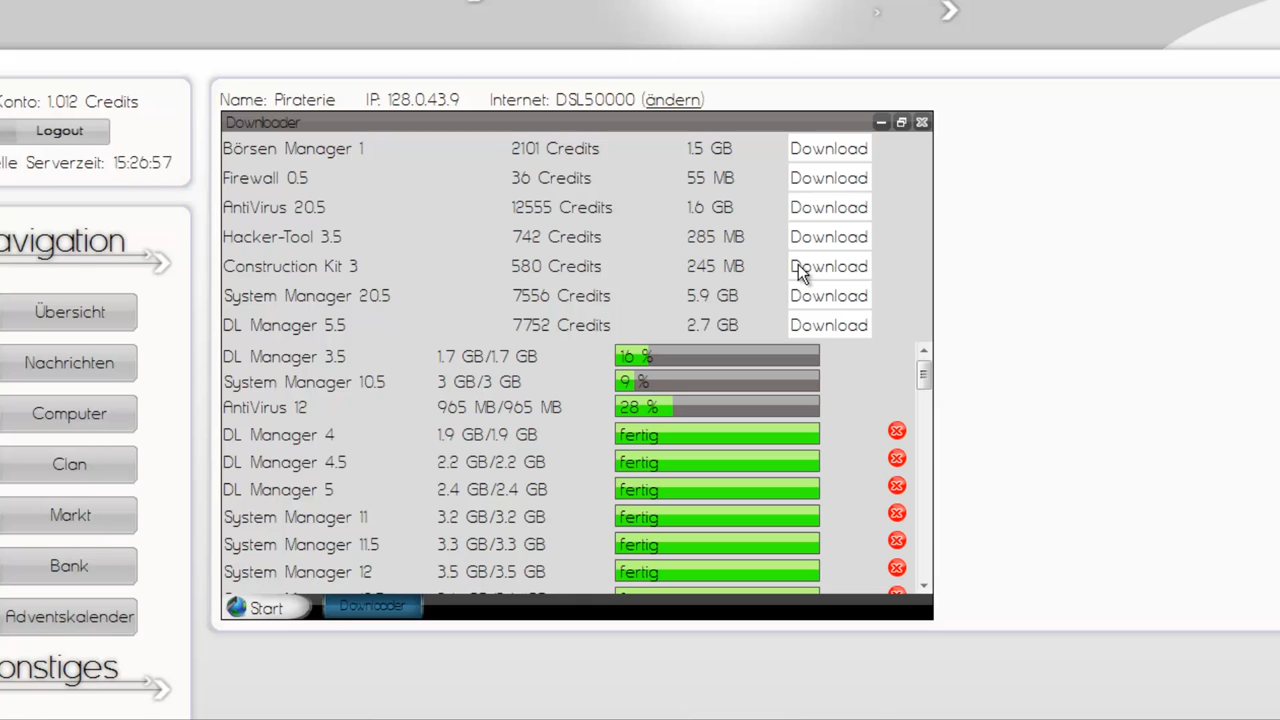 Konto: 1.012 Credits
Logout
elle Serverzeit: 15:26:57
avigation
Übersicht
Nachrichten
Computer
Clan
Markt
Bank
Adventskalender
onstiges
Name: Piraterie IP: 128.0.43.9 Internet: DSL50000 (ändern)
Downloader
Börsen Manager 1 2101 Credits 1.5 GB Download
Firewall 0.5 36 Credits 55 MB Download
AntiVirus 20.5 12555 Credits 1.6 GB Download
Hacker-Tool 3.5 742 Credits 285 MB Download
Construction Kit 3 580 Credits 245 MB Download
System Manager 20.5 7556 Credits 5.9 GB Download
DL Manager 5.5 7752 Credits 2.7 GB Download
DL Manager 3.5 1.7 GB/1.7 GB 16 %
System Manager 10.5 3 GB/3 GB 9 %
AntiVirus 12 965 MB/965 MB 28 %
DL Manager 4 1.9 GB/1.9 GB fertig
DL Manager 4.5 2.2 GB/2.2 GB fertig
DL Manager 5 2.4 GB/2.4 GB fertig
System Manager 11 3.2 GB/3.2 GB fertig
System Manager 11.5 3.3 GB/3.3 GB fertig
System Manager 12 3.5 GB/3.5 GB fertig
Start Downloader